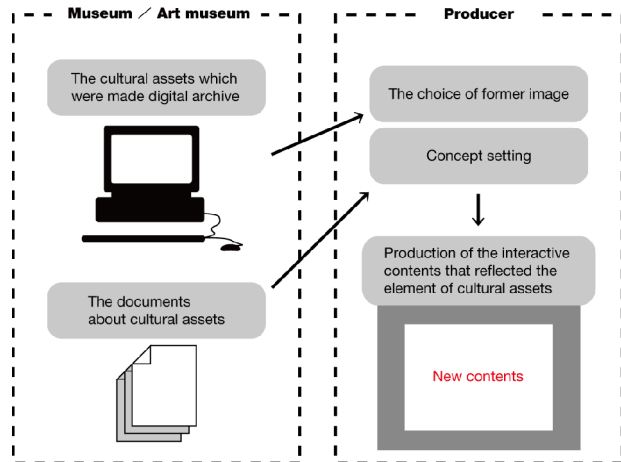 Museum / Art museum
The cultural assets which
were made digital archive
The documents
about cultural assets
Producer
The choice of former image
Concept setting
Production of the interactive
contents that reflected the
element of cultural assets
New contents